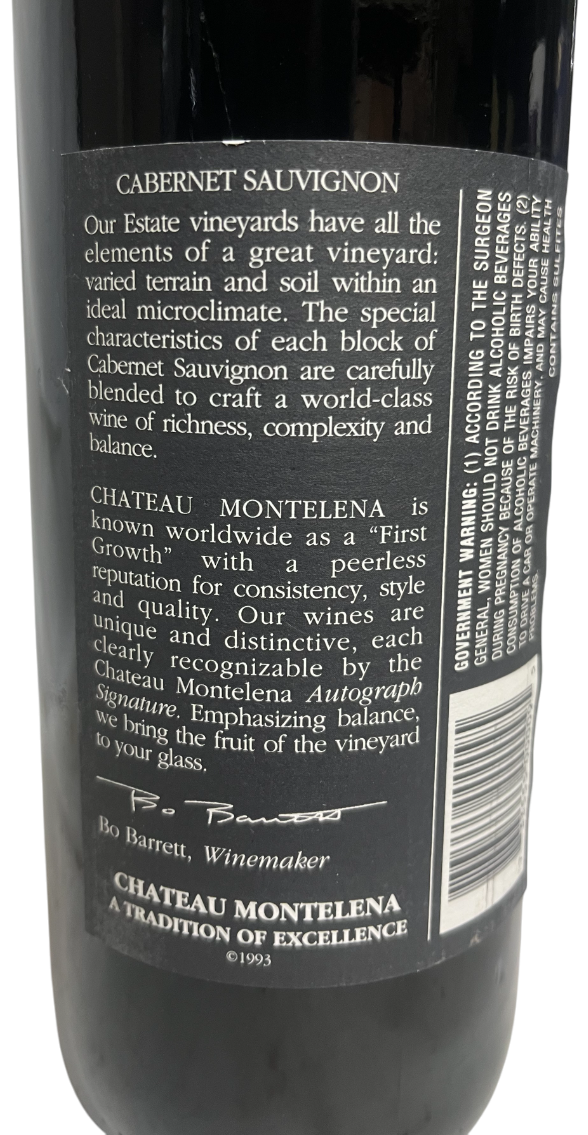 CABERNET SAUVIGNON
Our Estate vineyards have all the
elements of a great vineyard:
varied terrain and soil within an
ideal microclimate. The special
characteristics of each block of
Cabernet Sauvignon are carefully
blended to craft a world-class
wine of richness, complexity and
balance.
CHATEAU MONTELENA is
known worldwide as a “First
Growth” with a peerless
reputation for consistency, style
and quality. Our wines are
unique and distinctive, each
clearly recognizable by the
Chateau Montelena Autograph
Signature. Emphasizing balance,
we bring the fruit of the vineyard
to your glass.
Bo Barrett
Bo Barrett, Winemaker
CHATEAU MONTELENA
A TRADITION OF EXCELLENCE
©1993
GOVERNMENT WARNING: (1) ACCORDING TO THE SURGEON
GENERAL, WOMEN SHOULD NOT DRINK ALCOHOLIC BEVERAGES
DURING PREGNANCY BECAUSE OF THE RISK OF BIRTH DEFECTS. (2)
CONSUMPTION OF ALCOHOLIC BEVERAGES IMPAIRS YOUR ABILITY
TO DRIVE A CAR OR OPERATE MACHINERY, AND MAY CAUSE HEALTH
PROBLEMS.
CONTAINS SULFITES